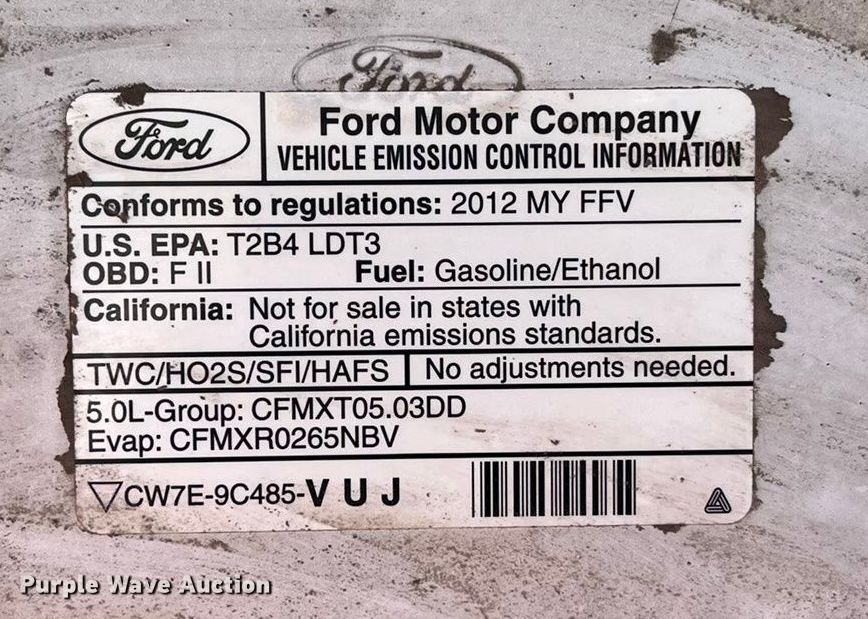 Ford
Ford
Ford Motor Company
VEHICLE EMISSION CONTROL INFORMATION
Conforms to regulations: 2012 MY FFV
U.S. EPA: T2B4 LDT3
OBD: F II Fuel: Gasoline/Ethanol
California: Not for sale in states with
California emissions standards.
TWC/HO2S/SFI/HAFS No adjustments needed.
5.0L-Group: CFMXT05.03DD
Evap: CFMXR0265NBV
CW7E-9C485-V U J
Purple Wave Auction